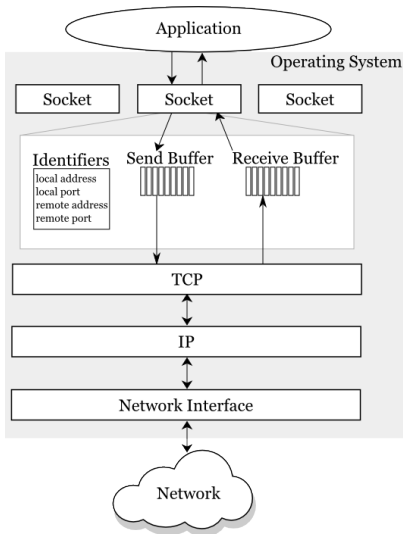 Application
Operating System
Socket
Socket
Socket
Identifiers
local address
local port
remote address
remote port
Send Buffer
Receive Buffer
TCP
IP
Network Interface
Network